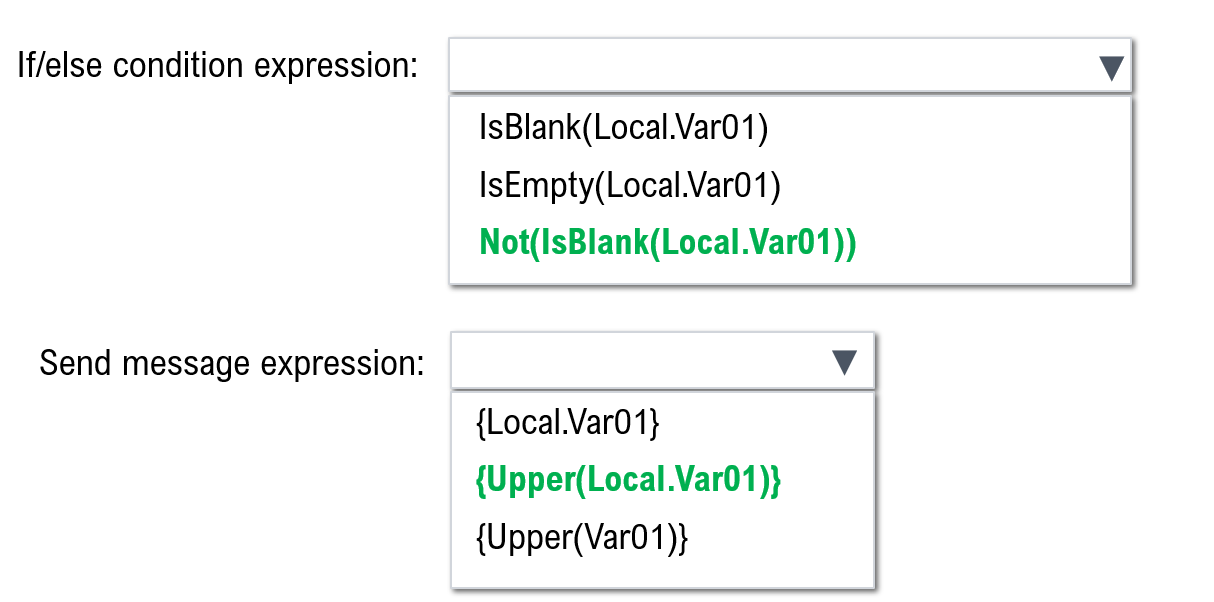 If/else condition expression:
IsBlank(Local.Var01)
IsEmpty(Local.Var01)
Not(IsBlank(Local.Var01))
Send message expression:
{Local.Var01}
{Upper(Local.Var01)}
{Upper(Var01)}